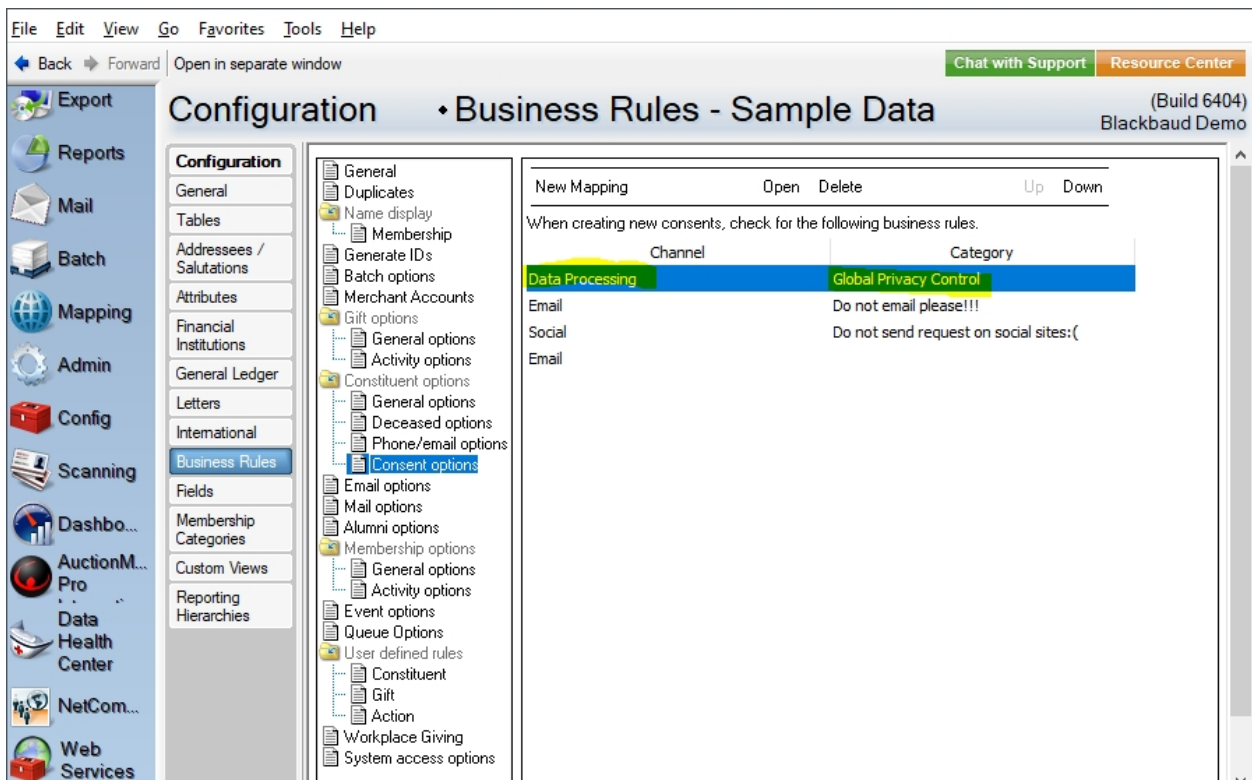 File Edit View Go Favorites Tools Help
Back Forward Open in separate window Chat with Support Resource Center
Configuration • Business Rules - Sample Data
(Build 6404)
Blackbaud Demo
Export
Reports
Mail
Batch
Mapping
Admin
Config
Scanning
Dashbo...
AuctionM...
Pro
Data
Health
Center
NetCom...
Web
Services
Configuration
General
Tables
Addressees /
Salutations
Attributes
Financial
Institutions
General Ledger
Letters
International
Business Rules
Fields
Membership
Categories
Custom Views
Reporting
Hierarchies
General
Duplicates
Name display
Membership
Generate IDs
Batch options
Merchant Accounts
Gift options
General options
Activity options
Constituent options
General options
Deceased options
Phone/email options
Consent options
Email options
Mail options
Alumni options
Membership options
General options
Activity options
Event options
Queue Options
User defined rules
Constituent
Gift
Action
Workplace Giving
System access options
New Mapping Open Delete Up Down
When creating new consents, check for the following business rules.
Channel Category
Data Processing Global Privacy Control
Email Do not email please!!!
Social Do not send request on social sites:(
Email